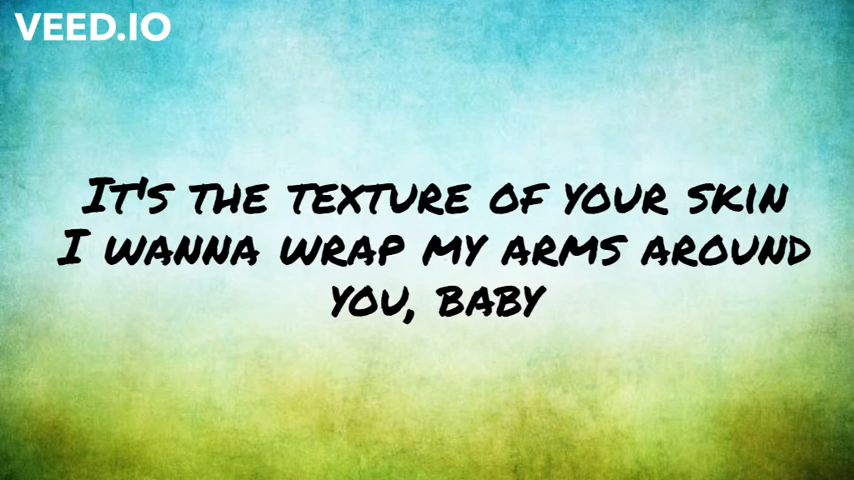 VEED.IO
It's the texture of your skin
I wanna wrap my arms around
you, baby